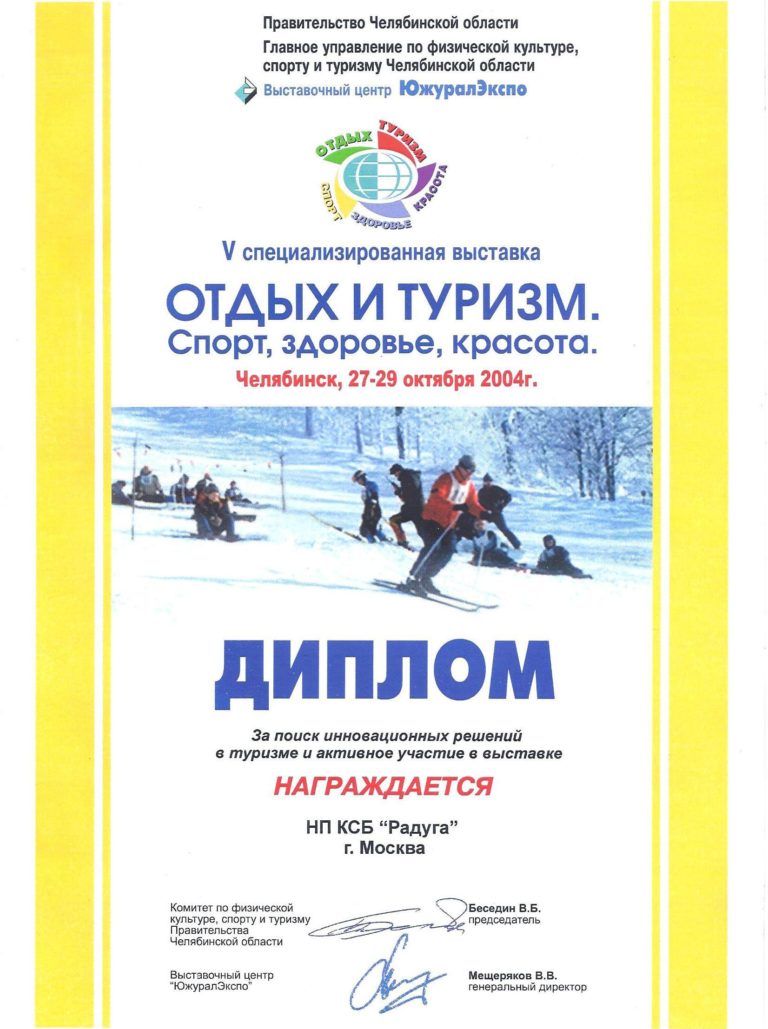 Правительство Челябинской области
Главное управление по физической культуре,
спорту и туризму Челябинской области
Выставочный центр ЮжуралЭкспо
ОТДЫХ ТУРИЗМ
СПОРТ ЗДОРОВЬЕ КРАСОТА
V специализированная выставка
ОТДЫХ И ТУРИЗМ.
Спорт, здоровье, красота.
Челябинск, 27-29 октября 2004г.
ДИПЛОМ
За поиск инновационных решений
в туризме и активное участие в выставке
НАГРАЖДАЕТСЯ
НП КСБ “Радуга”
г. Москва
Комитет по физической
культуре, спорту и туризму
Правительства
Челябинской области
Беседин В.Б.
председатель
Выставочный центр
“ЮжуралЭкспо”
Мещеряков В.В.
генеральный директор